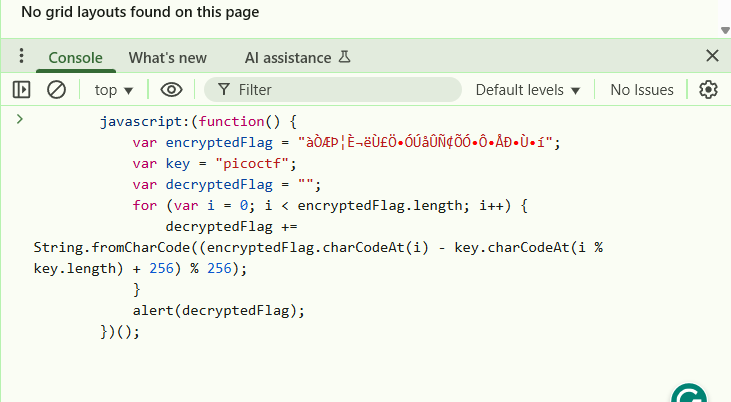 No grid layouts found on this page
Console What's new AI assistance
top Filter Default levels No Issues
javascript:(function() {
var encryptedFlag = "àÒÆÞ¦È¬ëÙ£Ö•ÓÚåÛÑ¢ÕÓ•Ô•ÅÐ•Ù•í";
var key = "picoctf";
var decryptedFlag = "";
for (var i = 0; i < encryptedFlag.length; i++) {
decryptedFlag +=
String.fromCharCode((encryptedFlag.charCodeAt(i) - key.charCodeAt(i %
key.length) + 256) % 256);
}
alert(decryptedFlag);
})();